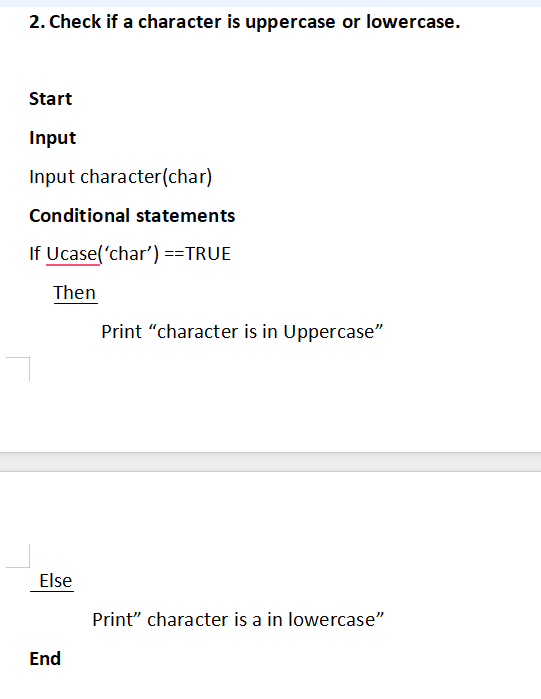 2. Check if a character is uppercase or lowercase.
Start
Input
Input character(char)
Conditional statements
If Ucase(‘char’) ==TRUE
Then
Print “character is in Uppercase”
Else
Print” character is a in lowercase”
End